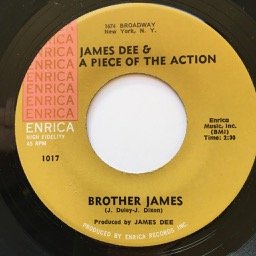 1674 BROADWAY
New York, N. Y.
JAMES DEE &
A PIECE OF THE ACTION
ENRICA
ENRICA
ENRICA
ENRICA
ENRICA
ENRICA
HIGH FIDELITY
45 RPM
1017
Enrica
Music, Inc.
(BMI)
Time: 2:30
BROTHER JAMES
(J. Duley-J. Dixon)
Produced by JAMES DEE
PRODUCED BY ENRICA RECORDS INC.